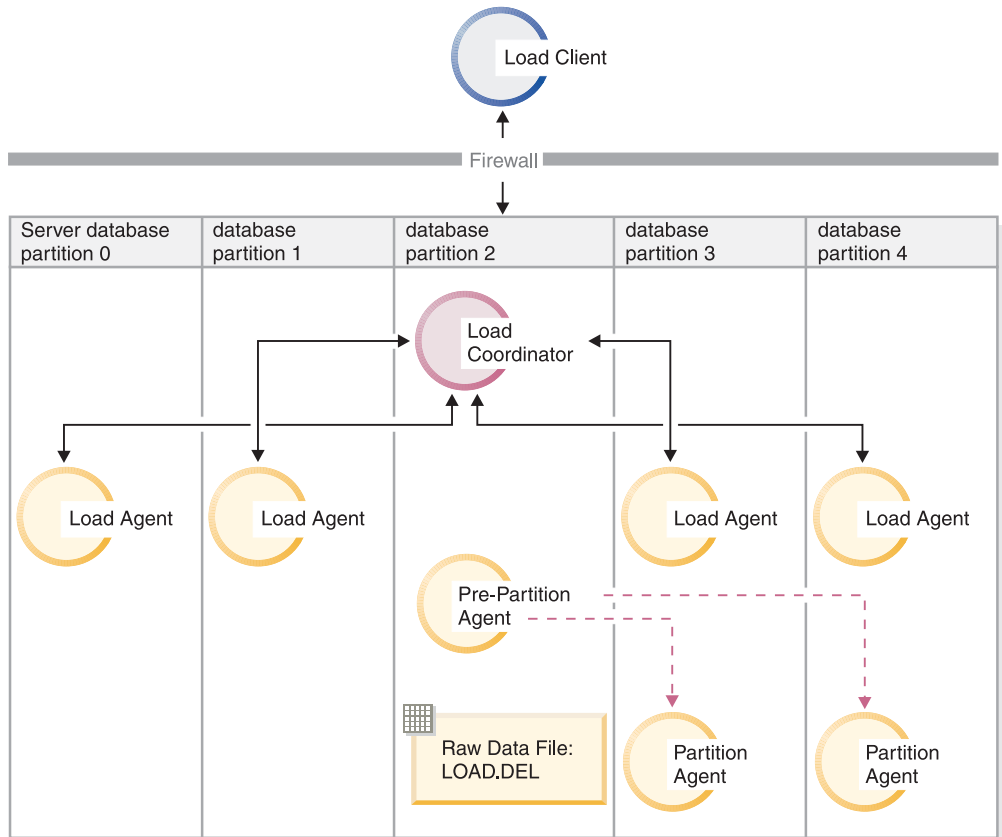 Load Client
Firewall
Server database
partition 0
database
partition 1
database
partition 2
database
partition 3
database
partition 4
Load
Coordinator
Load Agent
Load Agent
Load Agent
Load Agent
Pre-Partition
Agent
Raw Data File:
LOAD.DEL
Partition
Agent
Partition
Agent